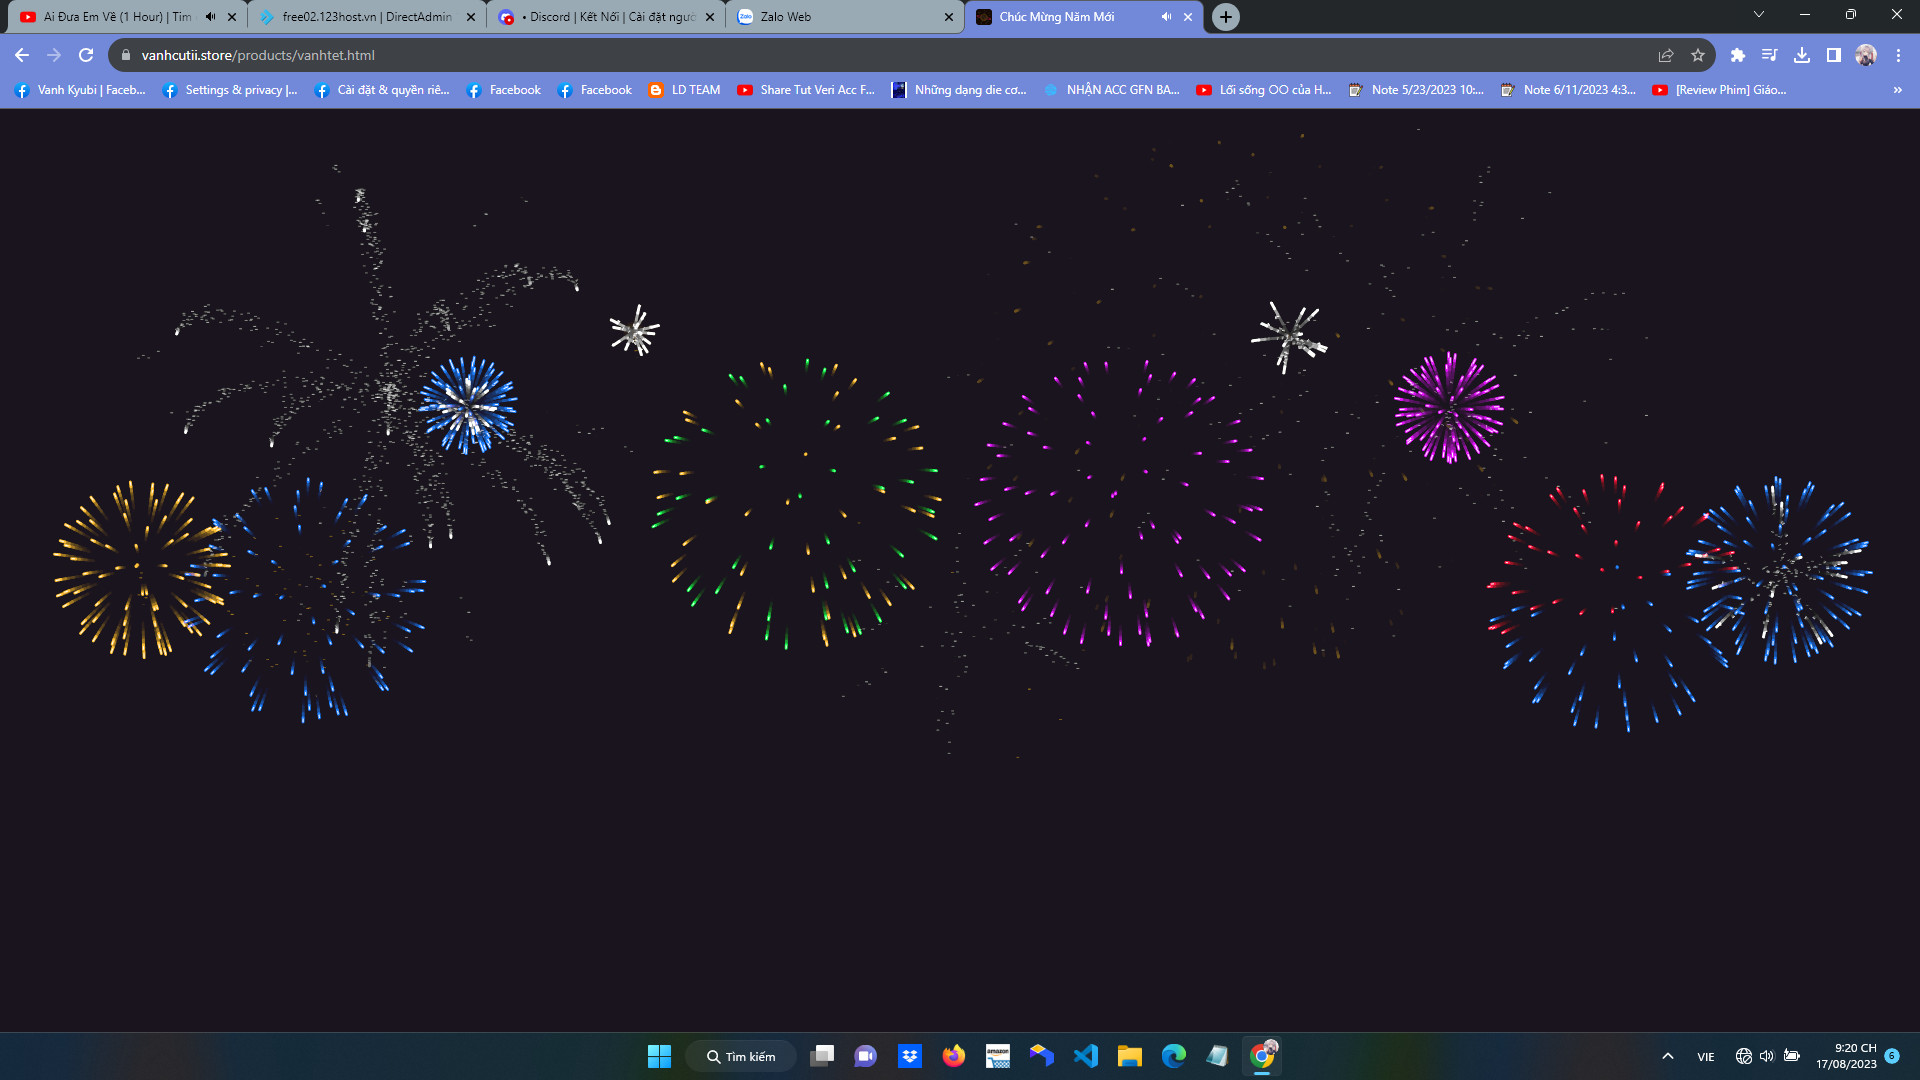 Ai Đưa Em Về (1 Hour) | Tim
free02.123host.vn | DirectAdmin
• Discord | Kết Nối | Cài đặt ngườ
Zalo Web
Chúc Mừng Năm Mới
vanhcutii.store/products/vanhtet.html
Vanh Kyubi | Faceb...
Settings & privacy |...
Cài đặt & quyền riê...
Facebook
Facebook
LD TEAM
Share Tut Veri Acc F...
Những dạng die cơ...
NHẬN ACC GFN BA...
Lối sống OO của H...
Note 5/23/2023 10:...
Note 6/11/2023 4:3...
[Review Phim] Giáo...
Tìm kiếm
amazon
VIE
9:20 CH
17/08/2023
6